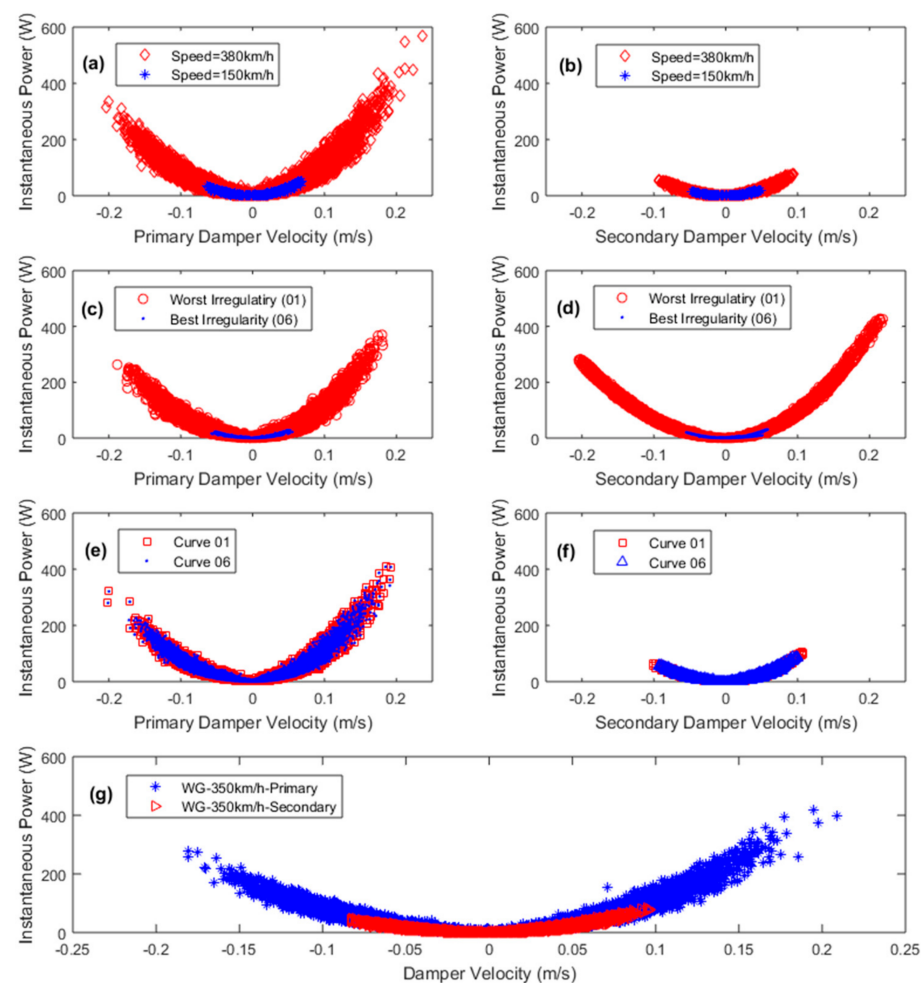 600
400
200
0
Instantaneous Power (W)
(a)
Speed=380km/h
Speed=150km/h
-0.2 -0.1 0 0.1 0.2
Primary Damper Velocity (m/s)
600
400
200
0
Instantaneous Power (W)
(b)
Speed=380km/h
Speed=150km/h
-0.2 -0.1 0 0.1 0.2
Secondary Damper Velocity (m/s)
600
400
200
0
Instantaneous Power (W)
(c)
Worst Irregulatiry (01)
Best Irregularity (06)
-0.2 -0.1 0 0.1 0.2
Primary Damper Velocity (m/s)
600
400
200
0
Instantaneous Power (W)
(d)
Worst Irregulatiry (01)
Best Irregularity (06)
-0.2 -0.1 0 0.1 0.2
Secondary Damper Velocity (m/s)
600
400
200
0
Instantaneous Power (W)
(e)
Curve 01
Curve 06
-0.2 -0.1 0 0.1 0.2
Primary Damper Velocity (m/s)
600
400
200
0
Instantaneous Power (W)
(f)
Curve 01
Curve 06
-0.2 -0.1 0 0.1 0.2
Secondary Damper Velocity (m/s)
600
400
200
0
Instantaneous Power (W)
(g)
WG-350km/h-Primary
WG-350km/h-Secondary
-0.25 -0.2 -0.15 -0.1 -0.05 0 0.05 0.1 0.15 0.2 0.25
Damper Velocity (m/s)